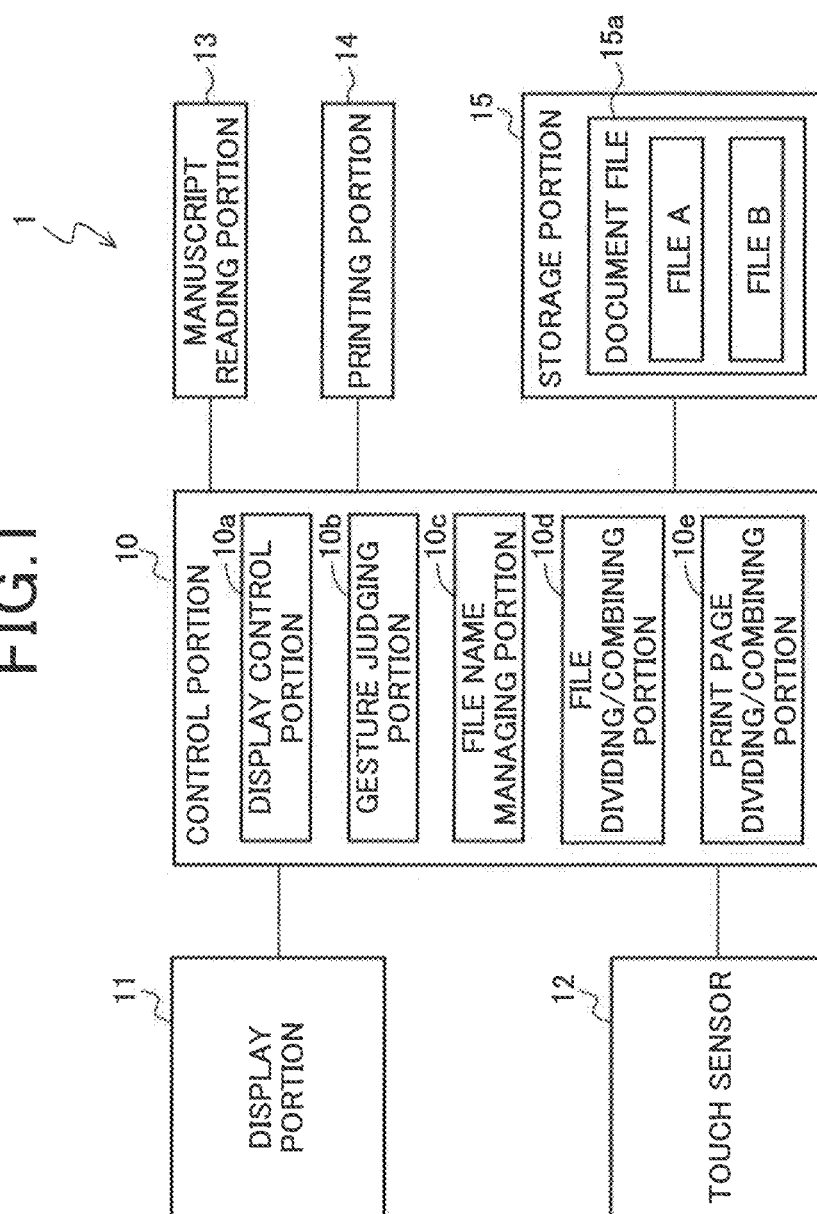 FIG.1
1
10
CONTROL PORTION
10a
DISPLAY CONTROL
PORTION
10b
GESTURE JUDGING
PORTION
10c
FILE NAME
MANAGING PORTION
10d
FILE
DIVIDING/COMBINING
PORTION
10e
PRINT PAGE
DIVIDING/COMBINING
PORTION
11
DISPLAY
PORTION
12
TOUCH SENSOR
13
MANUSCRIPT
READING PORTION
14
PRINTING PORTION
15
STORAGE PORTION
15a
DOCUMENT FILE
FILE A
FILE B